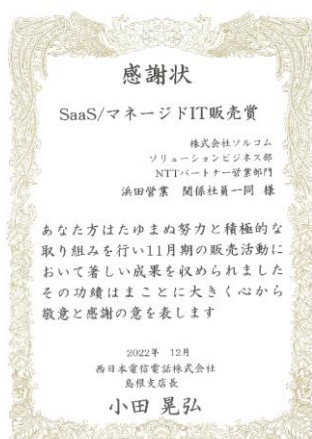 感謝状
SaaS/マネージドIT販売賞
株式会社ソルコム
ソリューションビジネス部
NTTパートナー営業部門
浜田営業 関係社員一同 様
あなた方はたゆまぬ努力と積極的な
取り組みを行い11月期の販売活動に
おいて著しい成果を収められました
その功績はまことに大きく心から
敬意と感謝の意を表します
2022年 12月
西日本電信電話株式会社
島根支店長
小田 晃弘